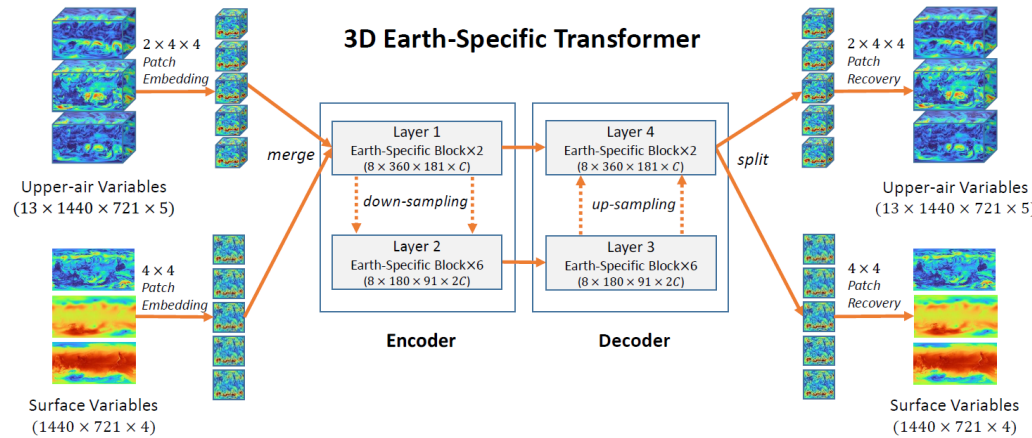 3D Earth-Specific Transformer
2 × 4 × 4
Patch
Embedding
Upper-air Variables
(13 × 1440 × 721 × 5)
4 × 4
Patch
Embedding
Surface Variables
(1440 × 721 × 4)
merge
Layer 1
Earth-Specific Block×2
(8 × 360 × 181 × C)
down-sampling
Layer 2
Earth-Specific Block×6
(8 × 180 × 91 × 2C)
Encoder
Layer 4
Earth-Specific Block×2
(8 × 360 × 181 × C)
up-sampling
Layer 3
Earth-Specific Block×6
(8 × 180 × 91 × 2C)
Decoder
split
2 × 4 × 4
Patch
Recovery
Upper-air Variables
(13 × 1440 × 721 × 5)
4 × 4
Patch
Recovery
Surface Variables
(1440 × 721 × 4)